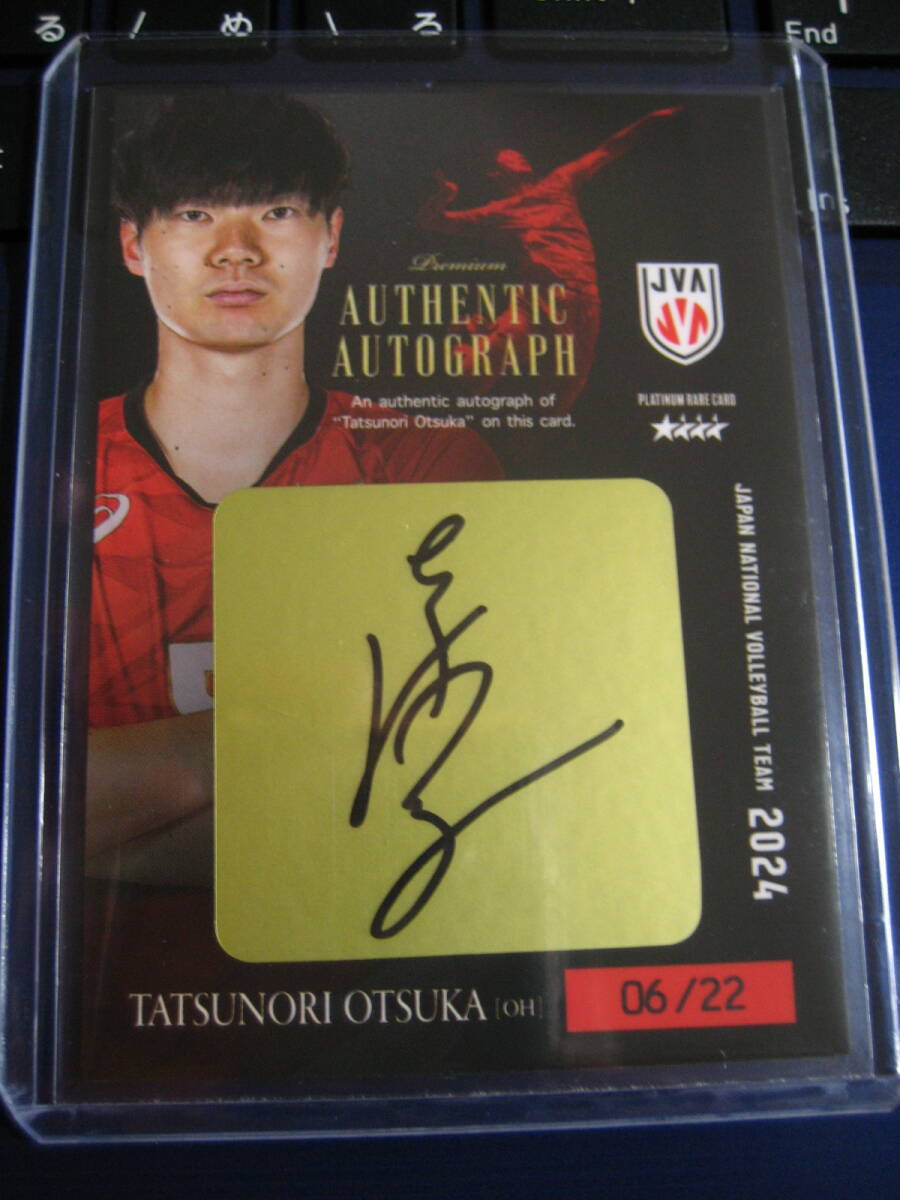 る
/
め
\
ろ
End
Ins
Premium
AUTHENTIC
AUTOGRAPH
An authentic autograph of
"Tatsunori Otsuka" on this card.
JVA
PLATINUM RARE CARD
JAPAN NATIONAL VOLLEYBALL TEAM 2024
TATSUNORI OTSUKA [OH]
06/22